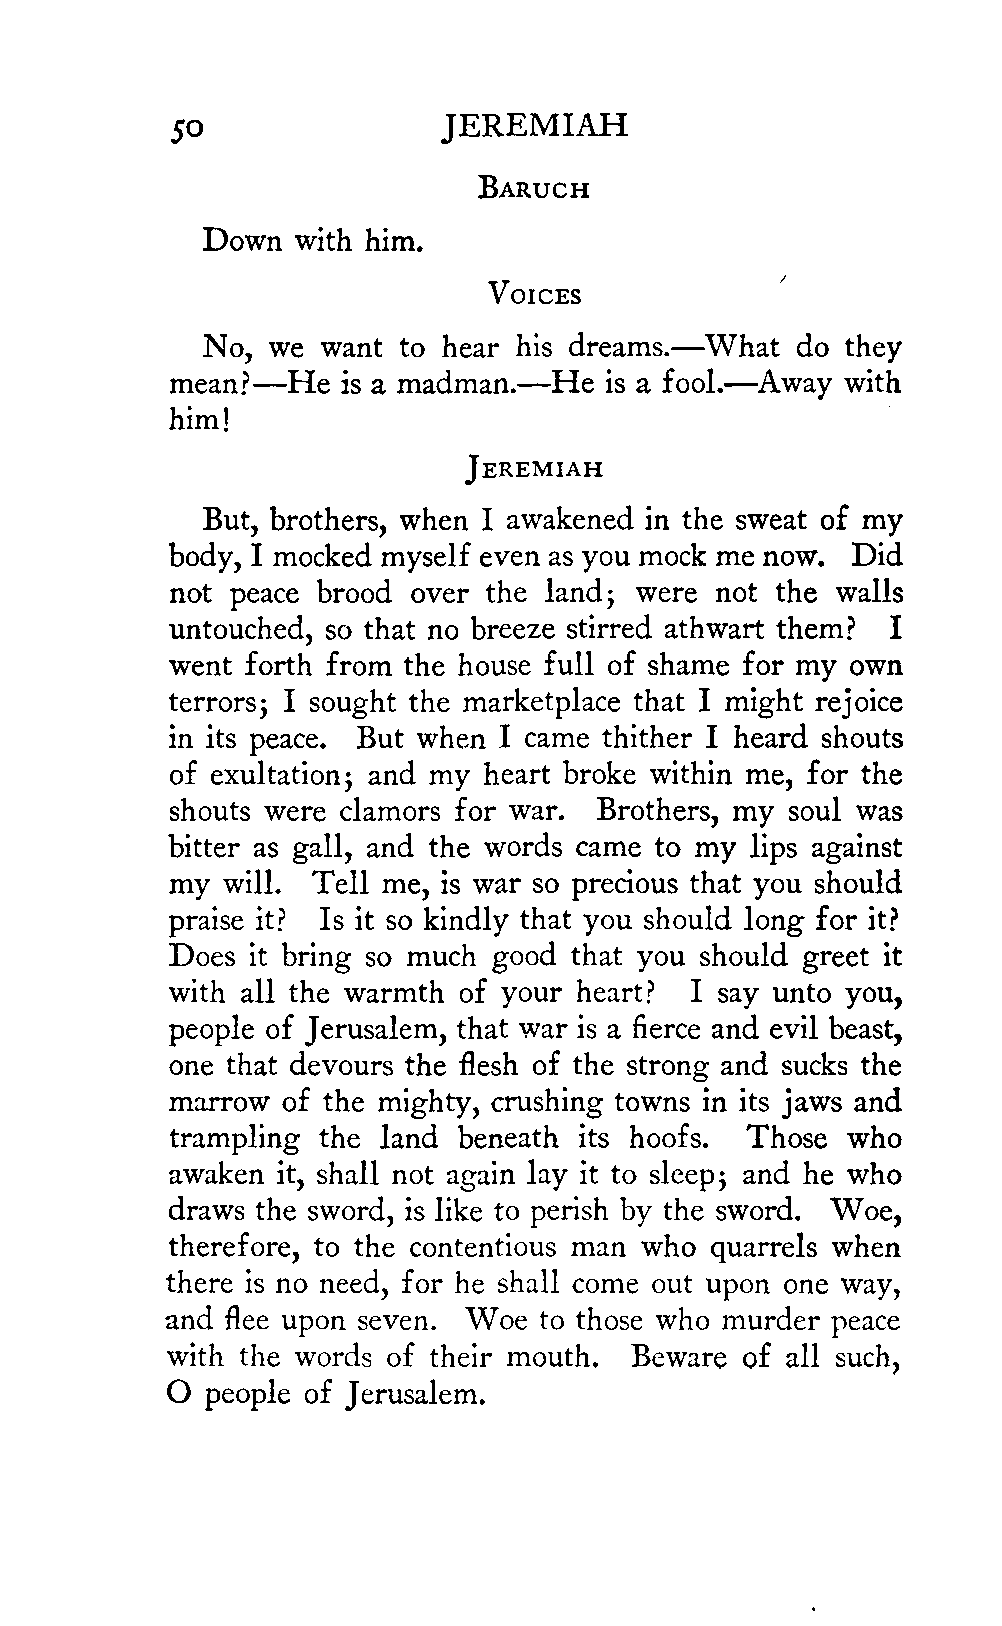 50 JEREMIAH
BARUCH
Down with him.
VOICES
No, we want to hear his dreams.—What do they
mean?—He is a madman.—He is a fool.—Away with
him!
JEREMIAH
But, brothers, when I awakened in the sweat of my
body, I mocked myself even as you mock me now. Did
not peace brood over the land; were not the walls
untouched, so that no breeze stirred athwart them? I
went forth from the house full of shame for my own
terrors; I sought the marketplace that I might rejoice
in its peace. But when I came thither I heard shouts
of exultation; and my heart broke within me, for the
shouts were clamors for war. Brothers, my soul was
bitter as gall, and the words came to my lips against
my will. Tell me, is war so precious that you should
praise it? Is it so kindly that you should long for it?
Does it bring so much good that you should greet it
with all the warmth of your heart? I say unto you,
people of Jerusalem, that war is a fierce and evil beast,
one that devours the flesh of the strong and sucks the
marrow of the mighty, crushing towns in its jaws and
trampling the land beneath its hoofs. Those who
awaken it, shall not again lay it to sleep; and he who
draws the sword, is like to perish by the sword. Woe,
therefore, to the contentious man who quarrels when
there is no need, for he shall come out upon one way,
and flee upon seven. Woe to those who murder peace
with the words of their mouth. Beware of all such,
O people of Jerusalem.